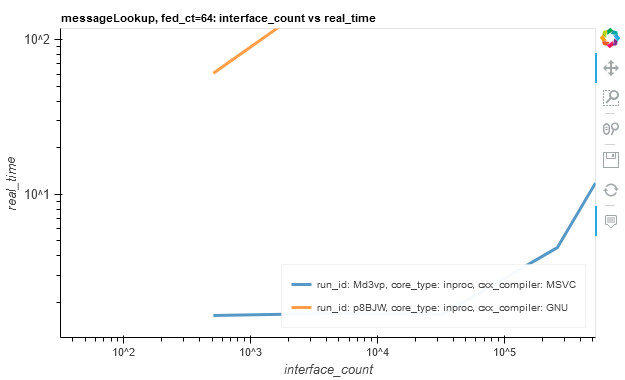 messageLookup, fed_ct=64: interface_count vs real_time
10^2
10^1
real_time
run_id: Md3vp, core_type: inproc, cxx_compiler: MSVC
run_id: p8BJW, core_type: inproc, cxx_compiler: GNU
10^2 10^3 10^4 10^5
interface_count